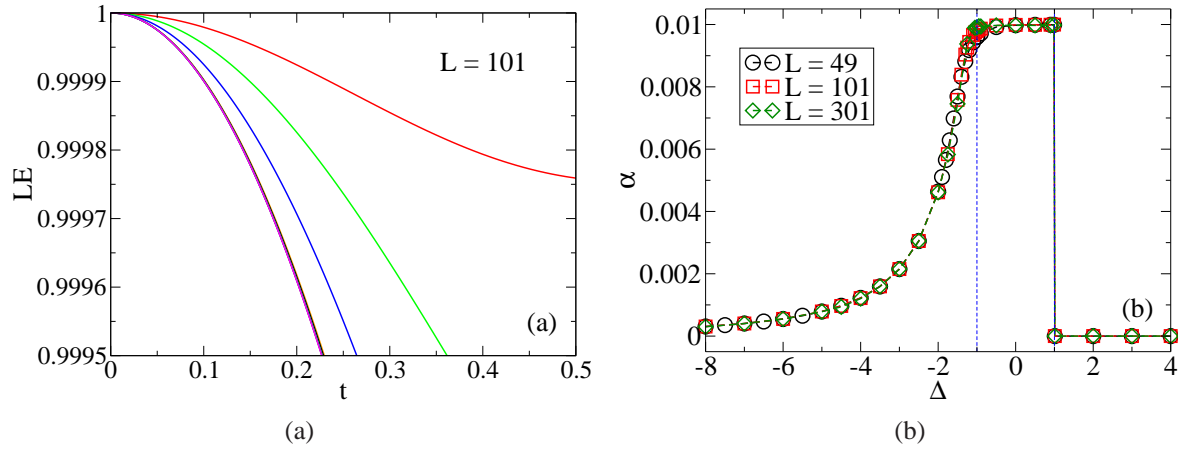 1
0.9999
0.9998
0.9997
0.9996
0.9995
LE
L = 101
(a)
0
0.1
0.2
0.3
0.4
0.5
t
(a)
0.01
0.008
0.006
0.004
0.002
0
α
L = 49
L = 101
L = 301
(b)
-8
-6
-4
-2
0
2
4
Δ
(b)